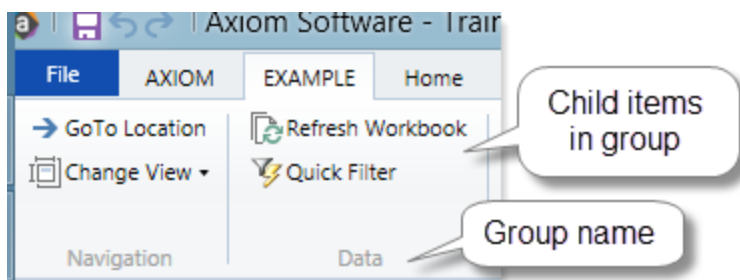 a Axiom Software - Train
File AXIOM EXAMPLE Home
GoTo Location Refresh Workbook
Change View Quick Filter
Navigation Data
Child items
in group
Group name